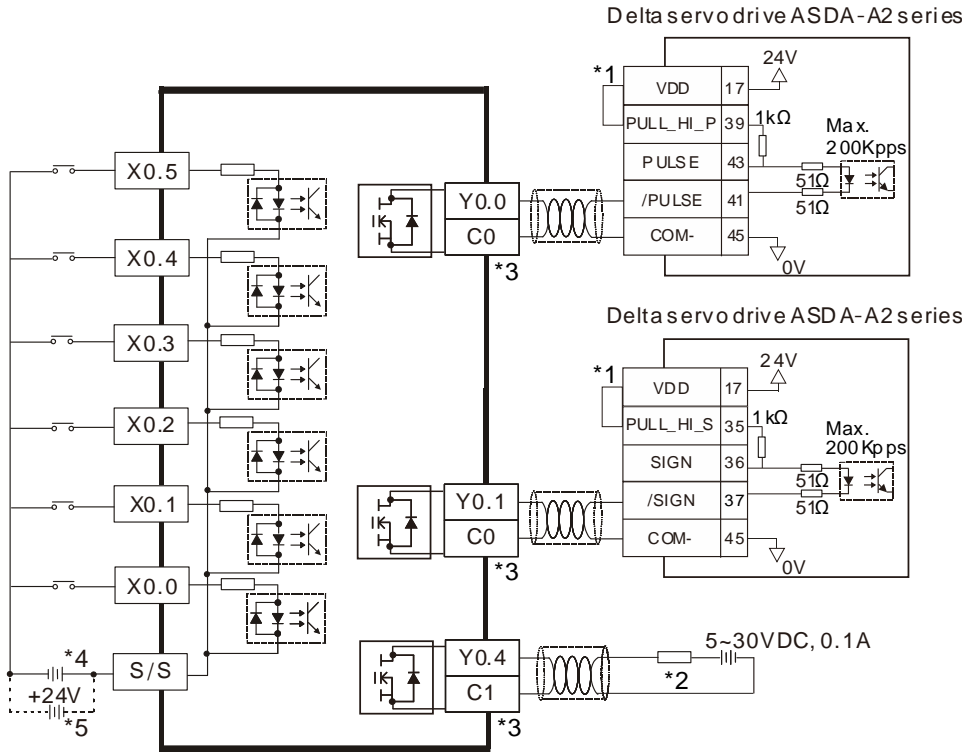 Delta servo drive ASDA-A2 series
*1
VDD 17
24V
PULL_HI_P 39
1kΩ
PULSE 43
/PULSE 41
COM- 45
0V
51Ω
51Ω
Max.
200Kpps
X0.5
X0.4
X0.3
X0.2
X0.1
X0.0
S/S
*4
+24V
*5
Y0.0
C0
*3
Delta servo drive ASDA-A2 series
*1
VDD 17
24V
PULL_HI_S 35
1kΩ
SIGN 36
/SIGN 37
COM- 45
0V
51Ω
51Ω
Max.
200Kpps
Y0.1
C0
*3
Y0.4
C1
*3
*2
5~30VDC, 0.1A